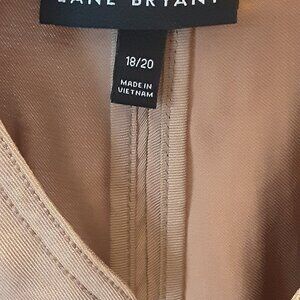 LANE BRYANT
18/20
MADE IN
VIETNAM